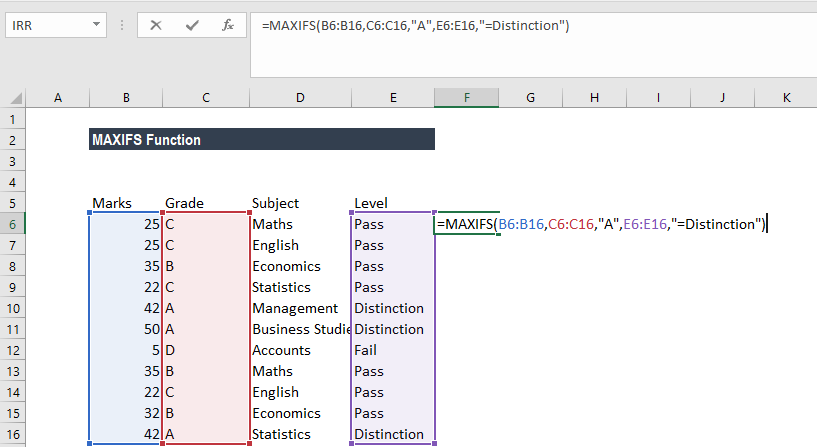 IRR =MAXIFS(B6:B16,C6:C16,"A",E6:E16,"=Distinction")
A B C D E F G H I J K
1
2 MAXIFS Function
3
4
5 Marks Grade Subject Level
6 25 C Maths Pass =MAXIFS(B6:B16,C6:C16,"A",E6:E16,"=Distinction")
7 25 C English Pass
8 35 B Economics Pass
9 22 C Statistics Pass
10 42 A Management Distinction
11 50 A Business Studie Distinction
12 5 D Accounts Fail
13 35 B Maths Pass
14 22 C English Pass
15 32 B Economics Pass
16 42 A Statistics Distinction